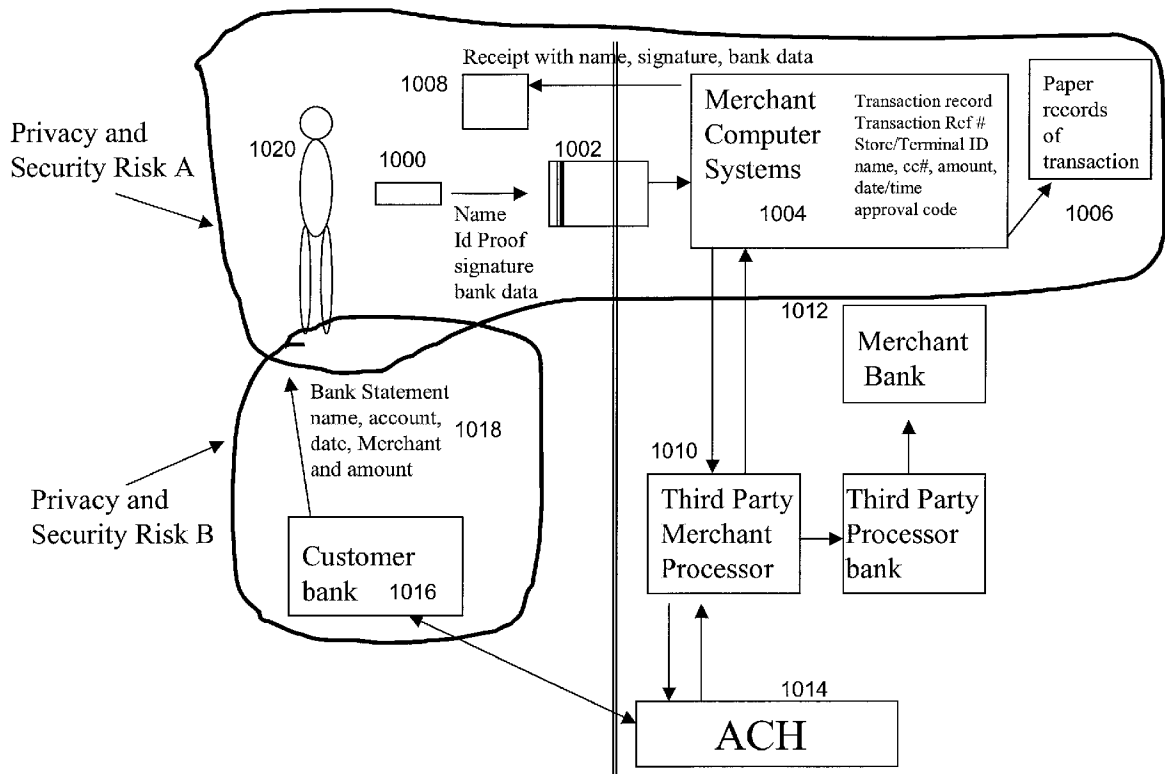 Receipt with name, signature, bank data
1008
Merchant
Computer
Systems
1004
Transaction record
Transaction Ref #
Store/Terminal ID
name, cc#, amount,
date/time
approval code
Paper
records
of
transaction
1006
Privacy and
Security Risk A
1020
1000
1002
Name
Id Proof
signature
bank data
1012
Merchant
Bank
Bank Statement
name, account,
date, Merchant
and amount
1018
1010
Third Party
Merchant
Processor
Third Party
Processor
bank
Privacy and
Security Risk B
Customer
bank
1016
1014
ACH